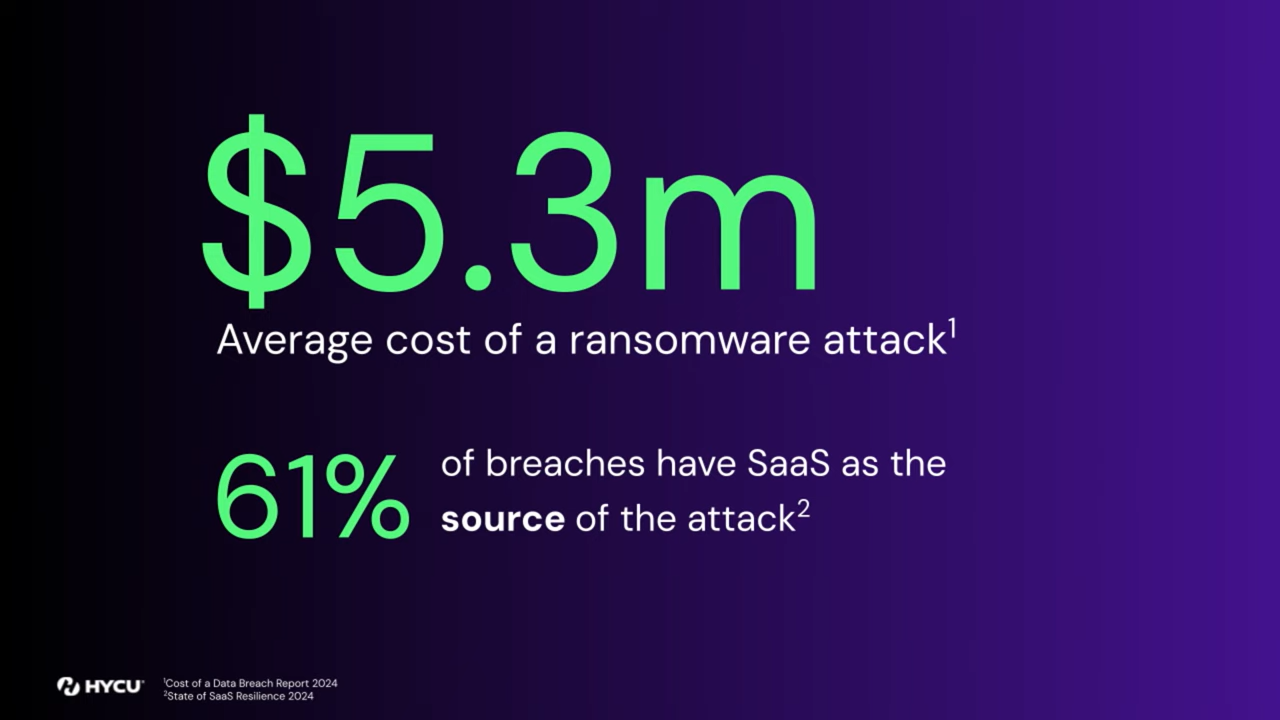 $5.3m
Average cost of a ransomware attack¹
61%
of breaches have SaaS as the
source of the attack²
HYCU
¹Cost of a Data Breach Report 2024
²State of SaaS Resilience 2024